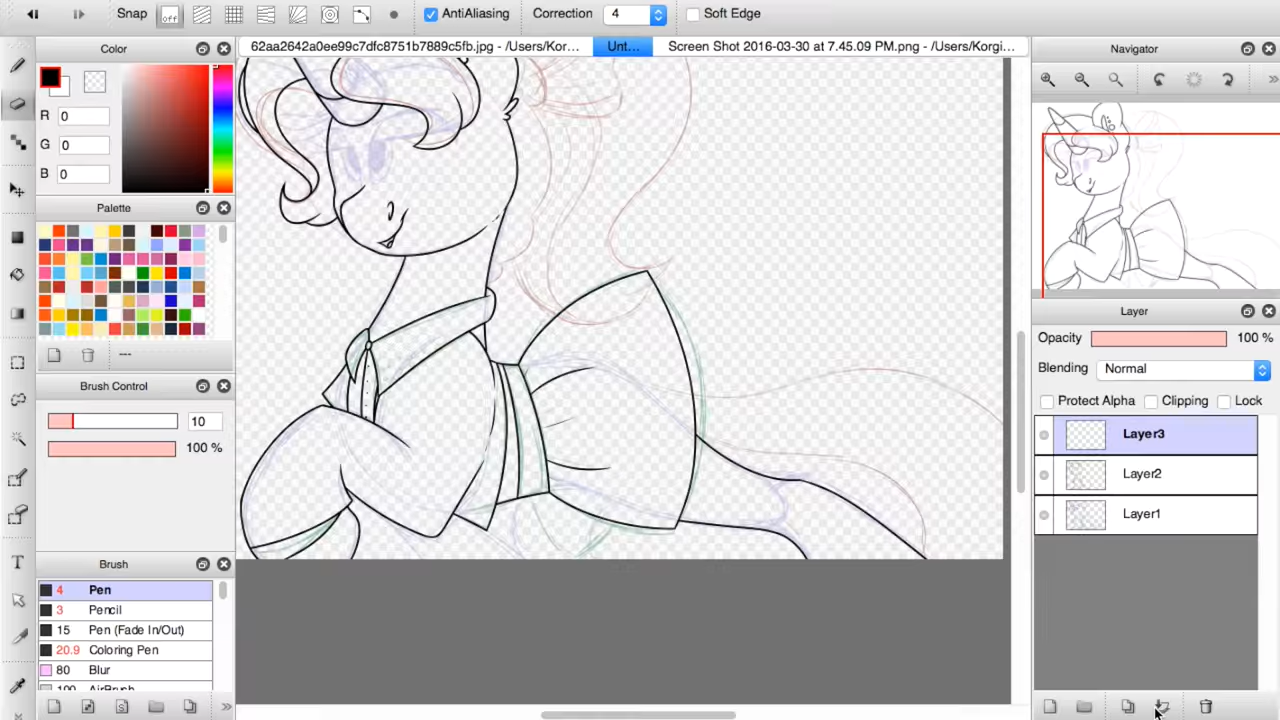 Snap off AntiAliasing Correction 4 Soft Edge
Color
62aa2642a0ee99c7dfc8751b7889c5fb.jpg - /Users/Kor... Unt... Screen Shot 2016-03-30 at 7.45.09 PM.png - /Users/Korgi...
Navigator
R 0
G 0
B 0
Palette
---
Brush Control
10
100 %
Brush
4 Pen
3 Pencil
15 Pen (Fade In/Out)
20.9 Coloring Pen
80 Blur
100 AirBrush
Layer
Opacity 100 %
Blending Normal
Protect Alpha Clipping Lock
Layer3
Layer2
Layer1